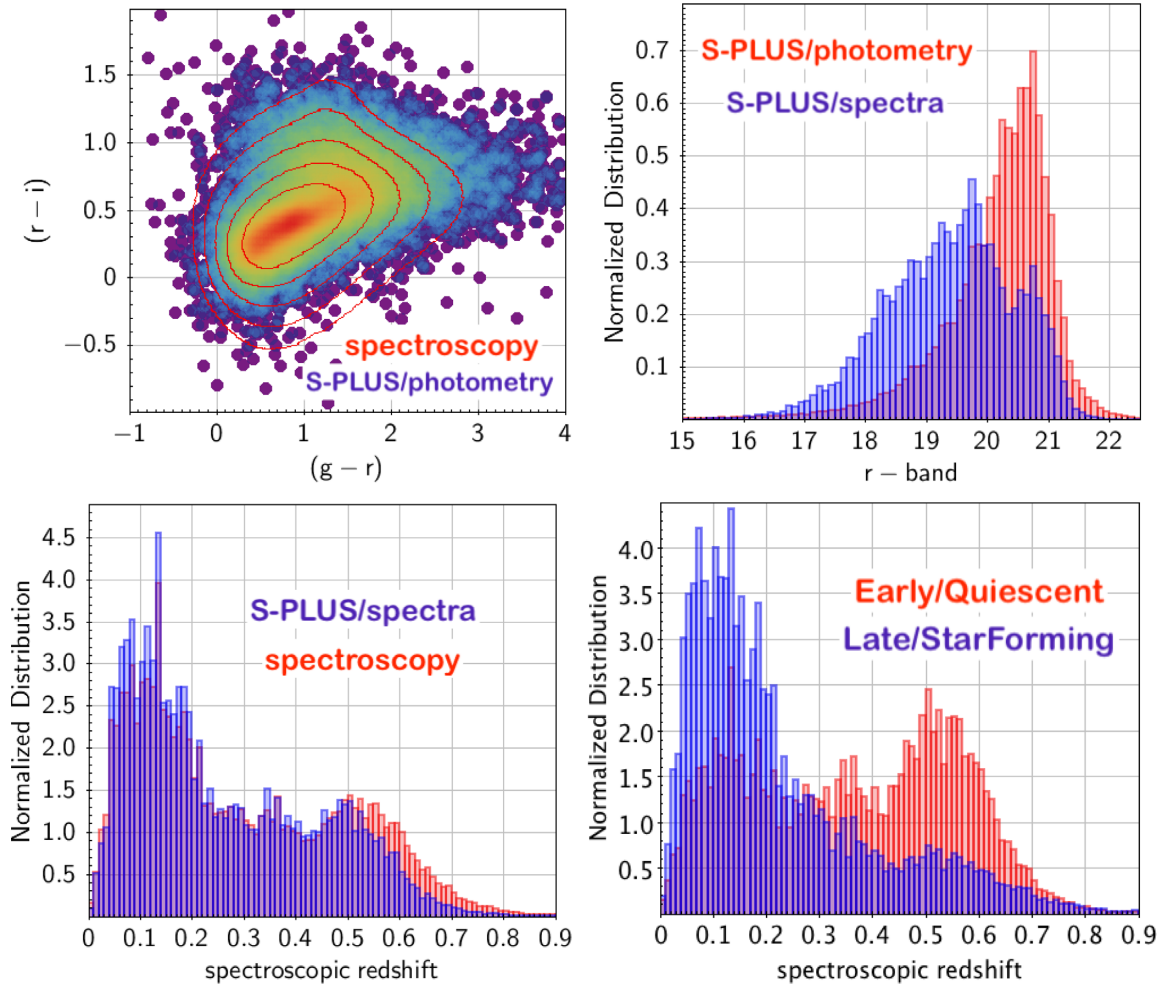 1.5
1.0
0.5
0
−0.5
(r − i)
spectroscopy
S-PLUS/photometry
−1 0 1 2 3 4
(g − r)
0.7
0.6
0.5
0.4
0.3
0.2
0.1
Normalized Distribution
S-PLUS/photometry
S-PLUS/spectra
15 16 17 18 19 20 21 22
r − band
4.5
4.0
3.5
3.0
2.5
2.0
1.5
1.0
0.5
Normalized Distribution
S-PLUS/spectra
spectroscopy
0 0.1 0.2 0.3 0.4 0.5 0.6 0.7 0.8 0.9
spectroscopic redshift
4.0
3.5
3.0
2.5
2.0
1.5
1.0
0.5
Normalized Distribution
Early/Quiescent
Late/StarForming
0 0.1 0.2 0.3 0.4 0.5 0.6 0.7 0.8 0.9
spectroscopic redshift